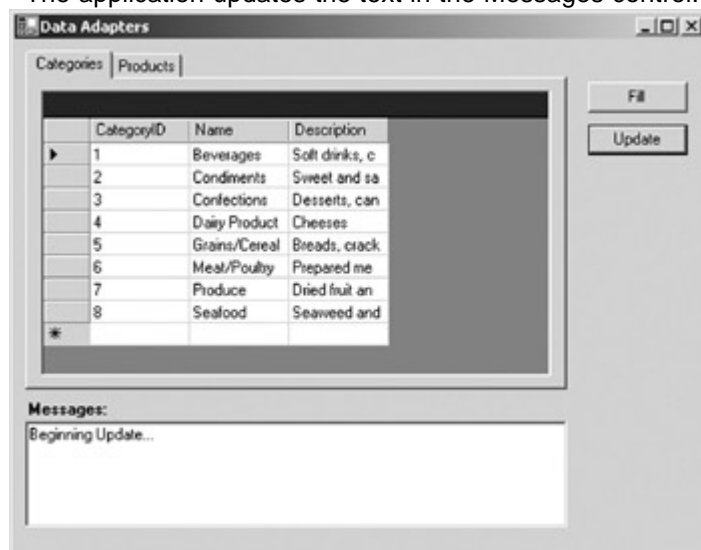 The application updates the text in the Messages control.
Data Adapters
Categories Products
Fill
Update
CategoryID Name Description
1 Beverages Soft drinks, c
2 Condiments Sweet and sa
3 Confections Desserts, can
4 Dairy Product Cheeses
5 Grains/Cereal Breads, crack
6 Meat/Poultry Prepared me
7 Produce Dried fruit an
8 Seafood Seaweed and
Messages:
Beginning Update...